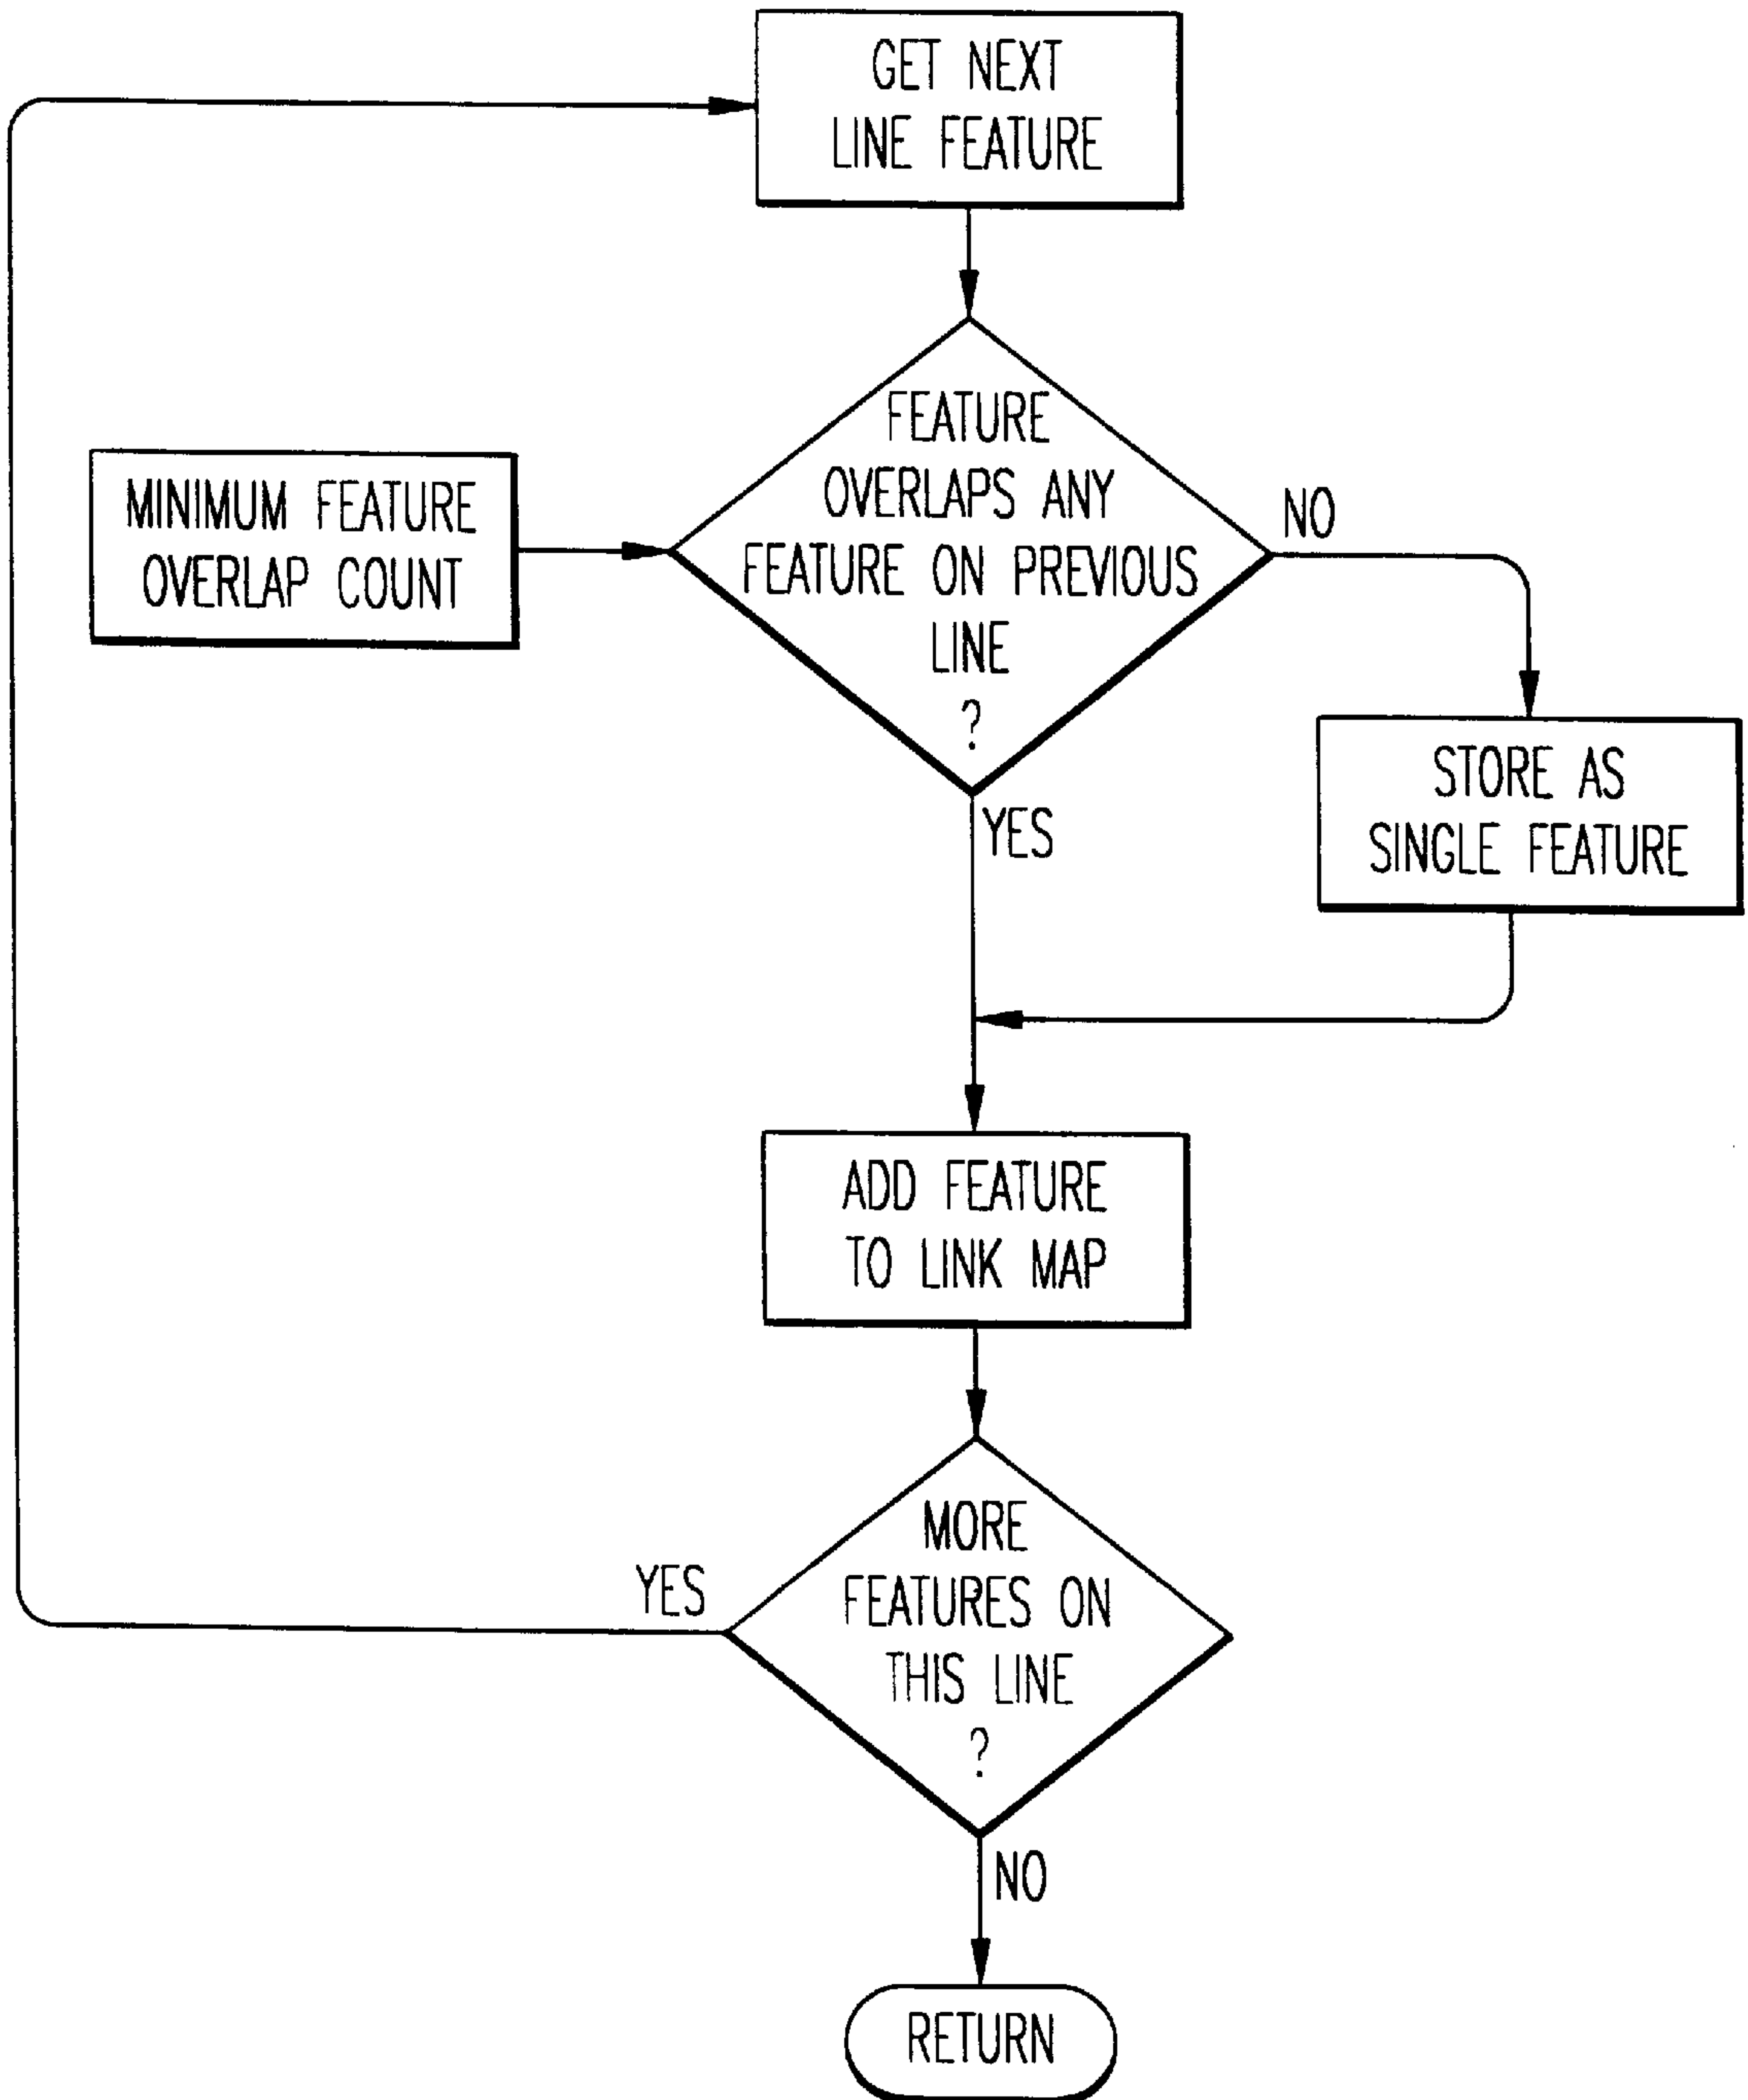 GET NEXT
LINE FEATURE
FEATURE
OVERLAPS ANY
FEATURE ON PREVIOUS
LINE
?
MINIMUM FEATURE
OVERLAP COUNT
NO
YES
STORE AS
SINGLE FEATURE
ADD FEATURE
TO LINK MAP
MORE
FEATURES ON
THIS LINE
?
YES
NO
RETURN